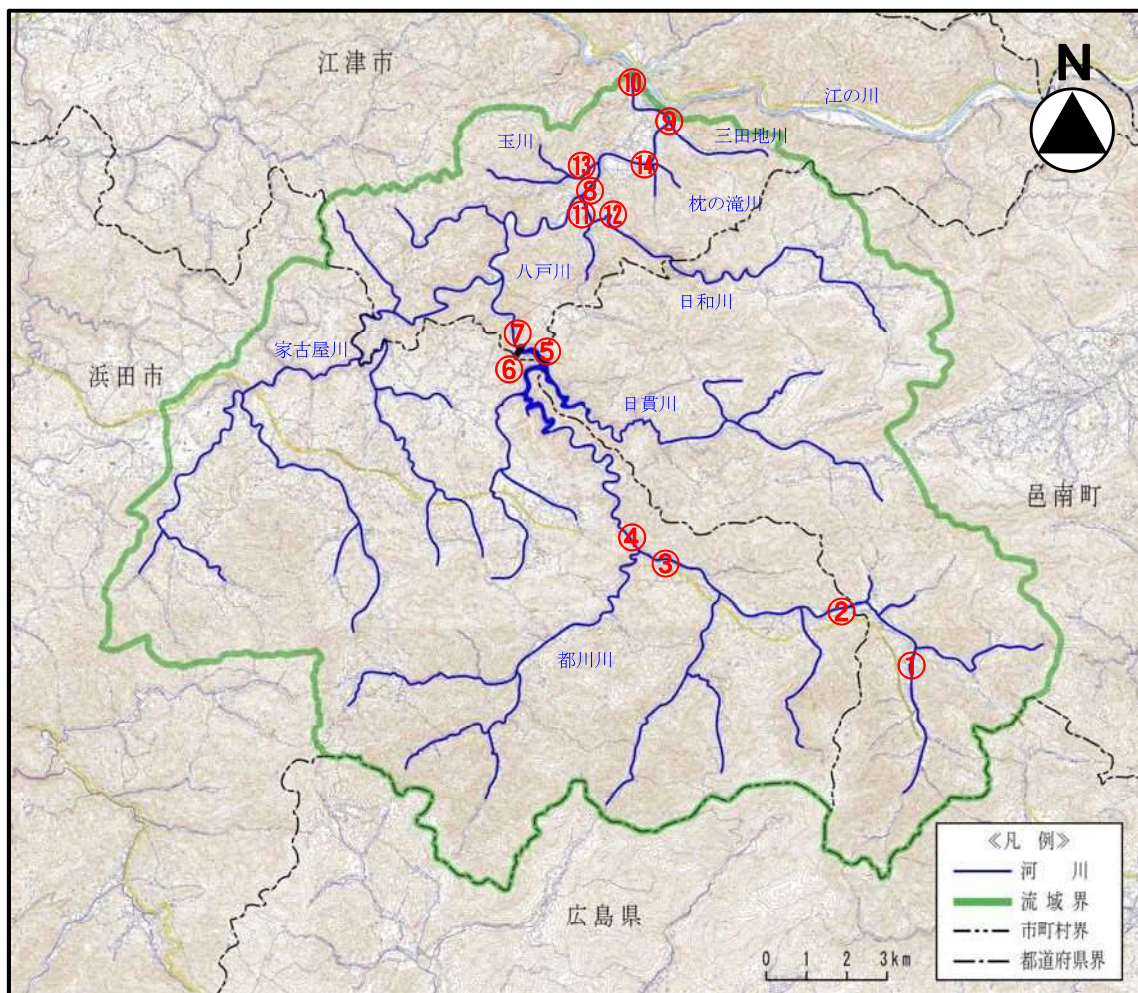 江津市
N
⑩
江の川
⑨
三田地川
玉川
⑬
⑭
⑧
枕の滝川
⑪
⑫
八戸川
日和川
⑦
⑤
家古屋川
⑥
浜田市
日貫川
邑南町
④
③
②
都川川
①
《凡 例》
河 川
流域界
市町村界
都道府県界
広島県
0 1 2 3km